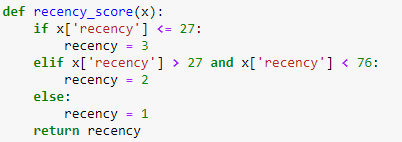 def recency_score(x):
    if x['recency'] <= 27:
        recency = 3
    elif x['recency'] > 27 and x['recency'] < 76:
        recency = 2
    else:
        recency = 1
    return recency